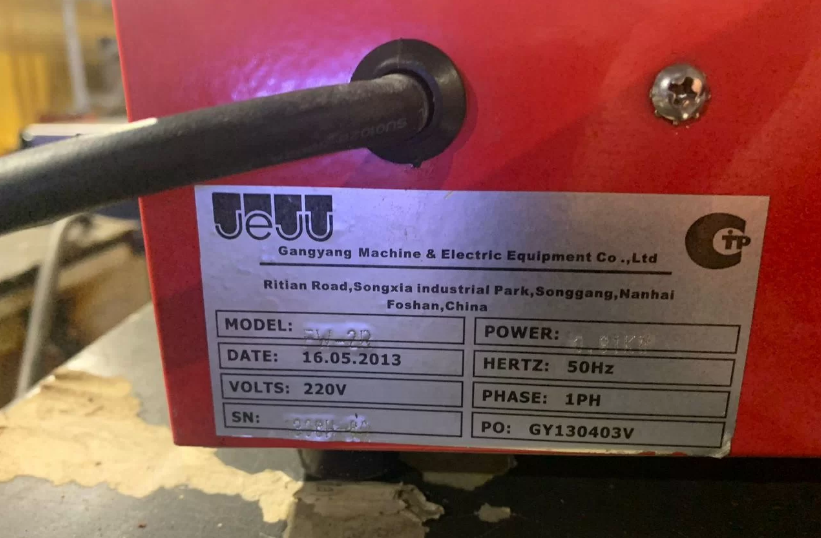 Gangyang Machine & Electric Equipment Co .,Ltd
Ritian Road,Songxia industrial Park,Songgang,Nanhai
Foshan,China
MODEL:
POWER:
DATE: 16.05.2013
HERTZ: 50Hz
VOLTS: 220V
PHASE: 1PH
SN:
PO: GY130403V